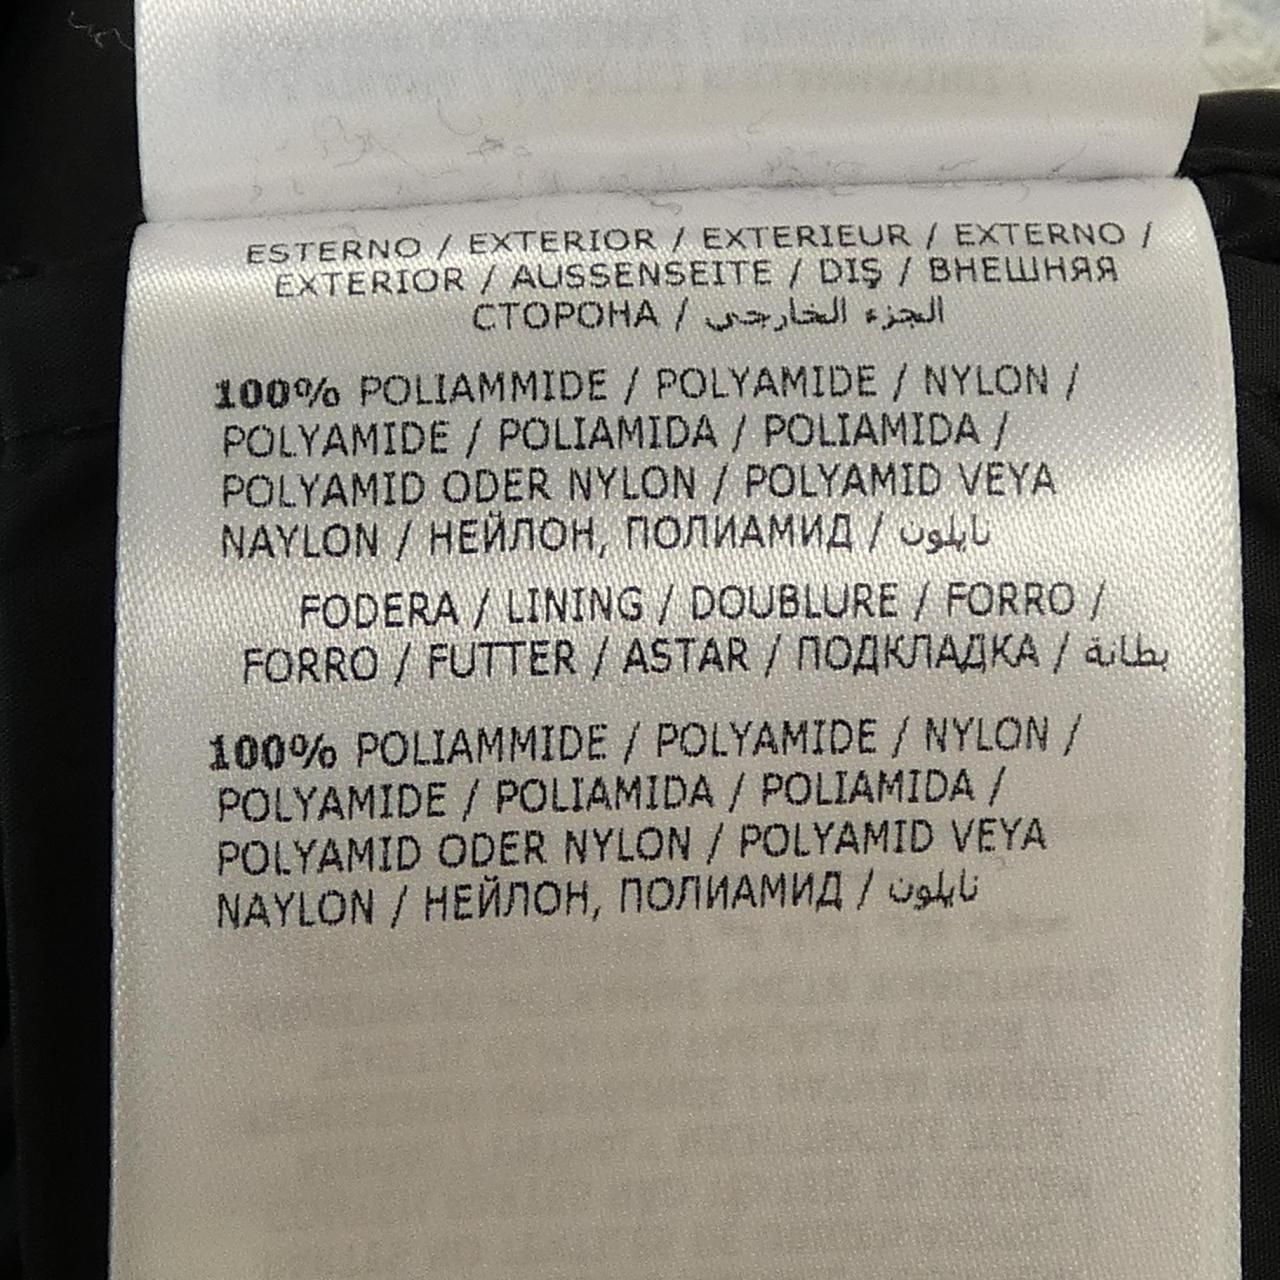 ESTERNO / EXTERIOR / EXTERIEUR / EXTERNO /
EXTERIOR / AUSSENSEITE / DIŞ / ВНЕШНЯЯ
СТОРОНА / الجزء الخارجي
100% POLIAMMIDE / POLYAMIDE / NYLON /
POLYAMIDE / POLIAMIDA / POLIAMIDA /
POLYAMID ODER NYLON / POLYAMID VEYA
NAYLON / НЕЙЛОН, ПОЛИАМИД / نايلون
FODERA / LINING / DOUBLURE / FORRO /
FORRO / FUTTER / ASTAR / ПОДКЛАДКА / بطانة
100% POLIAMMIDE / POLYAMIDE / NYLON /
POLYAMIDE / POLIAMIDA / POLIAMIDA /
POLYAMID ODER NYLON / POLYAMID VEYA
NAYLON / НЕЙЛОН, ПОЛИАМИД / نايلون